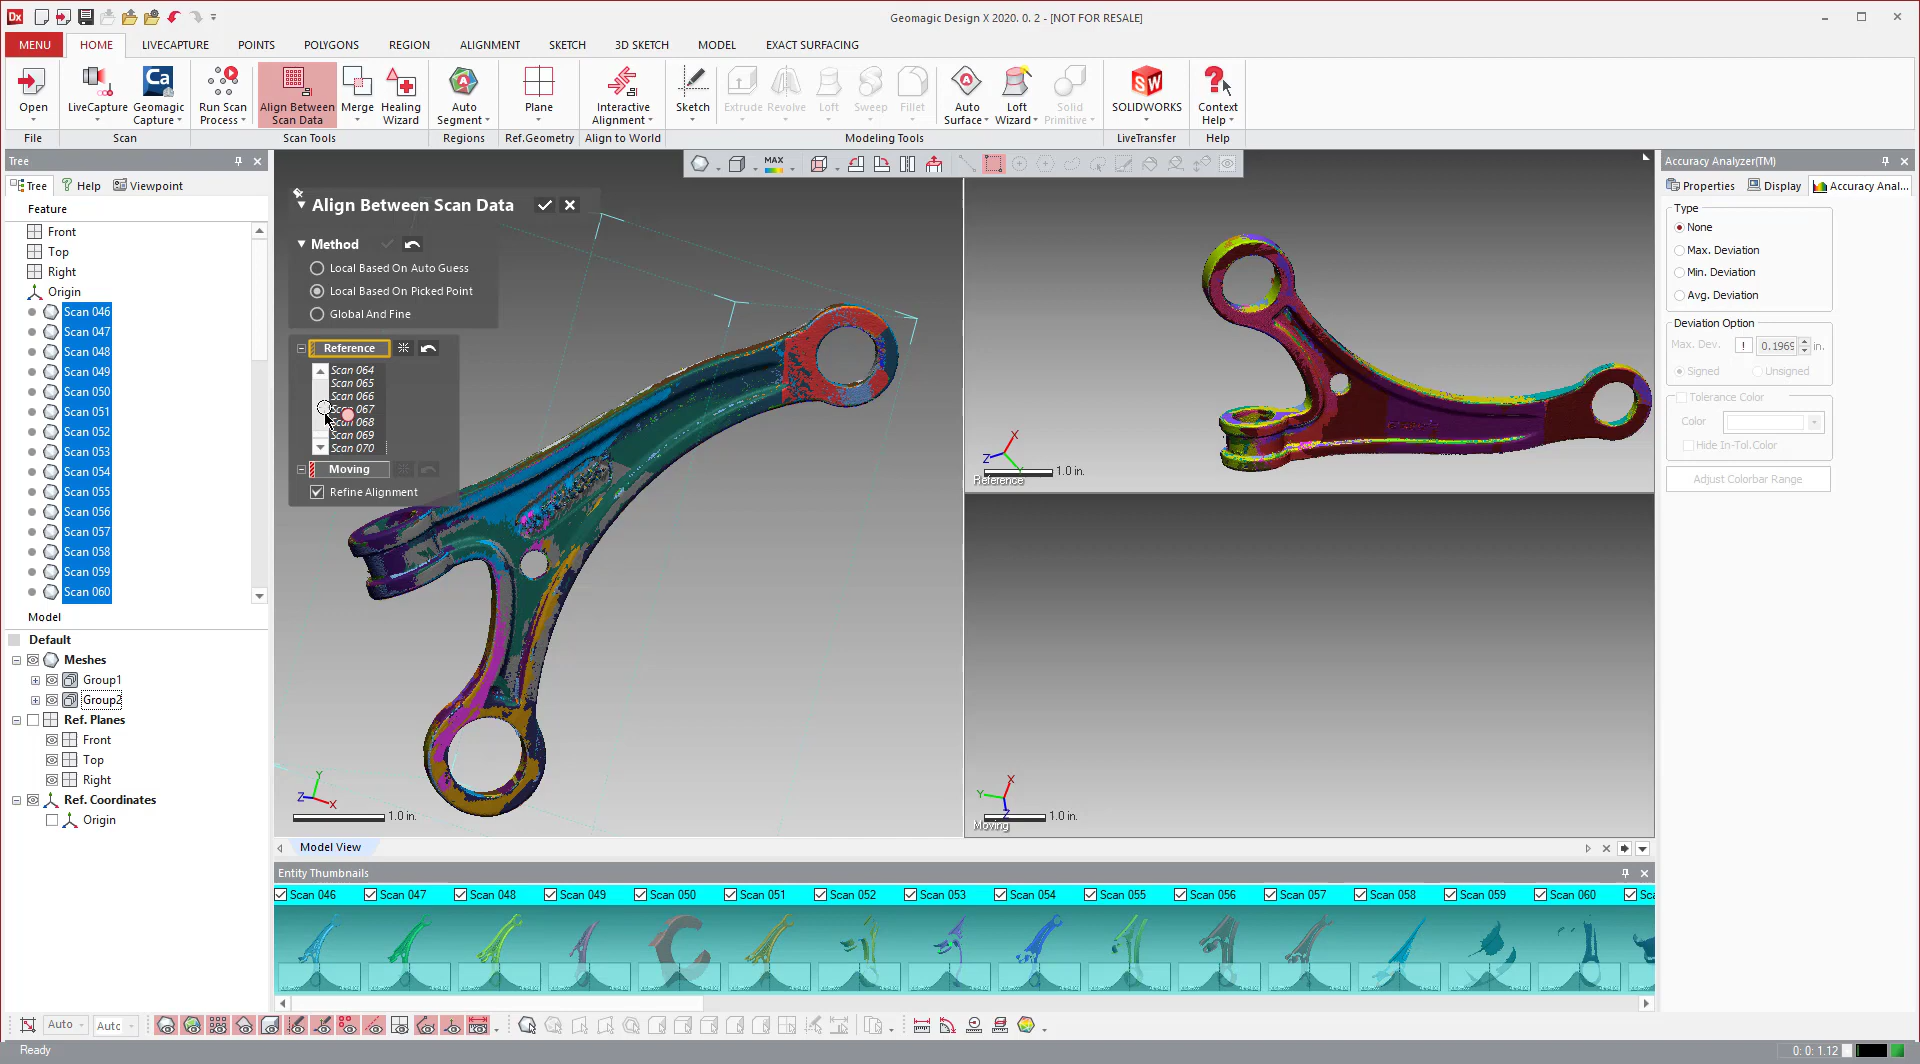 Dx
Geomagic Design X 2020. 0. 2 - [NOT FOR RESALE]
MENU HOME LIVECAPTURE POINTS POLYGONS REGION ALIGNMENT SKETCH 3D SKETCH MODEL EXACT SURFACING
Open LiveCapture Geomagic Capture Run Scan Process Align Between Scan Data Merge Healing Wizard Auto Segment Plane Interactive Alignment Sketch Extrude Revolve Loft Sweep Fillet Auto Surface Loft Wizard Solid Primitive SOLIDWORKS Context Help
File Scan Scan Tools Regions Ref.Geometry Align to World Modeling Tools LiveTransfer Help
Tree
Tree Help Viewpoint
Feature
Front
Top
Right
Origin
Scan 046
Scan 047
Scan 048
Scan 049
Scan 050
Scan 051
Scan 052
Scan 053
Scan 054
Scan 055
Scan 056
Scan 057
Scan 058
Scan 059
Scan 060
Model
Default
Meshes
Group1
Group2
Ref. Planes
Front
Top
Right
Ref. Coordinates
Origin
MAX
Align Between Scan Data
Method
Local Based On Auto Guess
Local Based On Picked Point
Global And Fine
Reference
Scan 064
Scan 065
Scan 066
Scan 067
Scan 068
Scan 069
Scan 070
Moving
Refine Alignment
Y
Z
X
1.0 in.
X
Z
Y
1.0 in.
Reference
X
Y
Z
1.0 in.
Moving
Model View
Entity Thumbnails
Scan 046 Scan 047 Scan 048 Scan 049 Scan 050 Scan 051 Scan 052 Scan 053 Scan 054 Scan 055 Scan 056 Scan 057 Scan 058 Scan 059 Scan 060 Sc
Accuracy Analyzer(TM)
Properties Display Accuracy Anal...
Type
None
Max. Deviation
Min. Deviation
Avg. Deviation
Deviation Option
Max. Dev. ! 0.1969 in.
Signed Unsigned
Tolerance Color
Color
Hide In-Tol.Color
Adjust Colorbar Range
Auto Autc
Ready
0: 0: 1.12